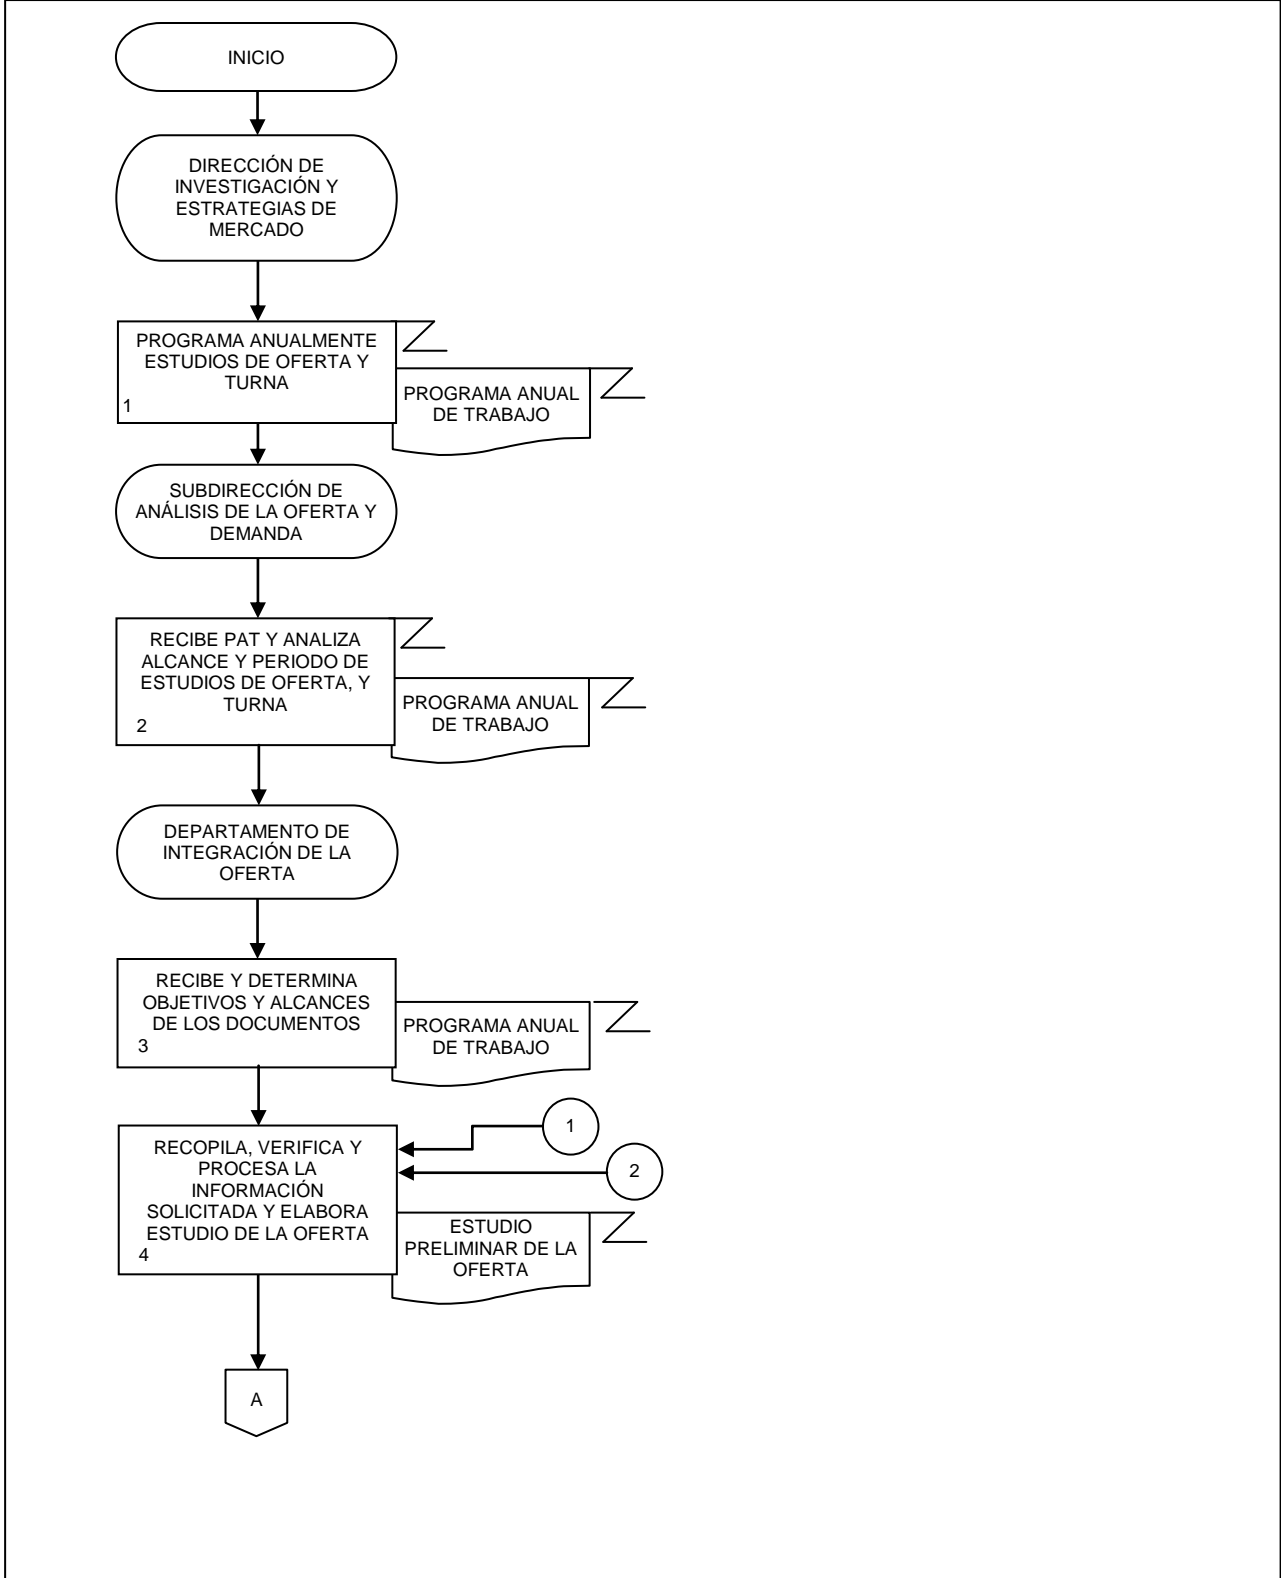 INICIO
DIRECCIÓN DE
INVESTIGACIÓN Y
ESTRATEGIAS DE
MERCADO
PROGRAMA ANUALMENTE
ESTUDIOS DE OFERTA Y
TURNA
1
PROGRAMA ANUAL
DE TRABAJO
SUBDIRECCIÓN DE
ANÁLISIS DE LA OFERTA Y
DEMANDA
RECIBE PAT Y ANALIZA
ALCANCE Y PERIODO DE
ESTUDIOS DE OFERTA, Y
TURNA
2
PROGRAMA ANUAL
DE TRABAJO
DEPARTAMENTO DE
INTEGRACIÓN DE LA
OFERTA
RECIBE Y DETERMINA
OBJETIVOS Y ALCANCES
DE LOS DOCUMENTOS
3
PROGRAMA ANUAL
DE TRABAJO
1
2
RECOPILA, VERIFICA Y
PROCESA LA
INFORMACIÓN
SOLICITADA Y ELABORA
ESTUDIO DE LA OFERTA
4
ESTUDIO
PRELIMINAR DE LA
OFERTA
A